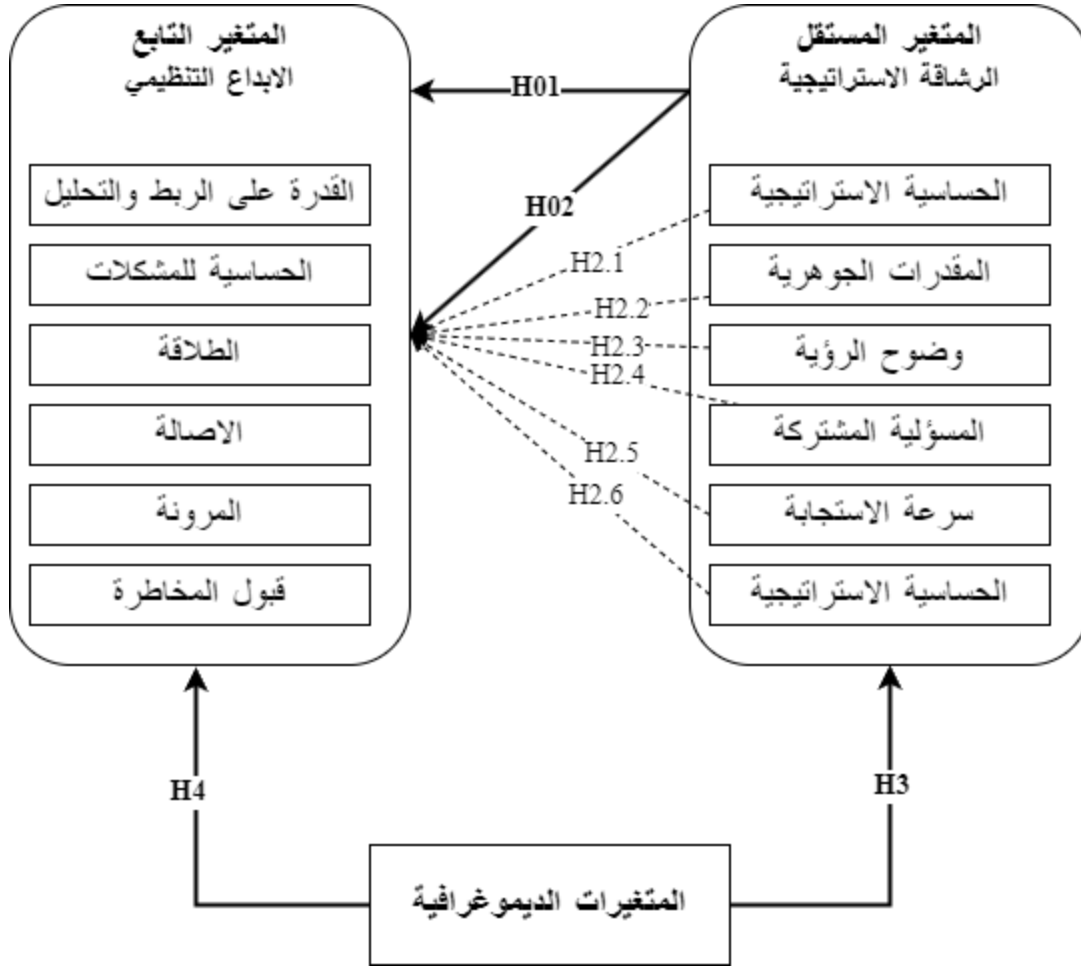 المتغير المستقل
الرشاقة الاستراتيجية
الحساسية الاستراتيجية
المقدرات الجوهرية
وضوح الرؤية
المسؤلية المشتركة
سرعة الاستجابة
الحساسية الاستراتيجية
H01
H02
H2.1
H2.2
H2.3
H2.4
H2.5
H2.6
المتغير التابع
الابداع التنظيمي
القدرة على الربط والتحليل
الحساسية للمشكلات
الطلاقة
الاصالة
المرونة
قبول المخاطرة
H3
H4
المتغيرات الديموغرافية